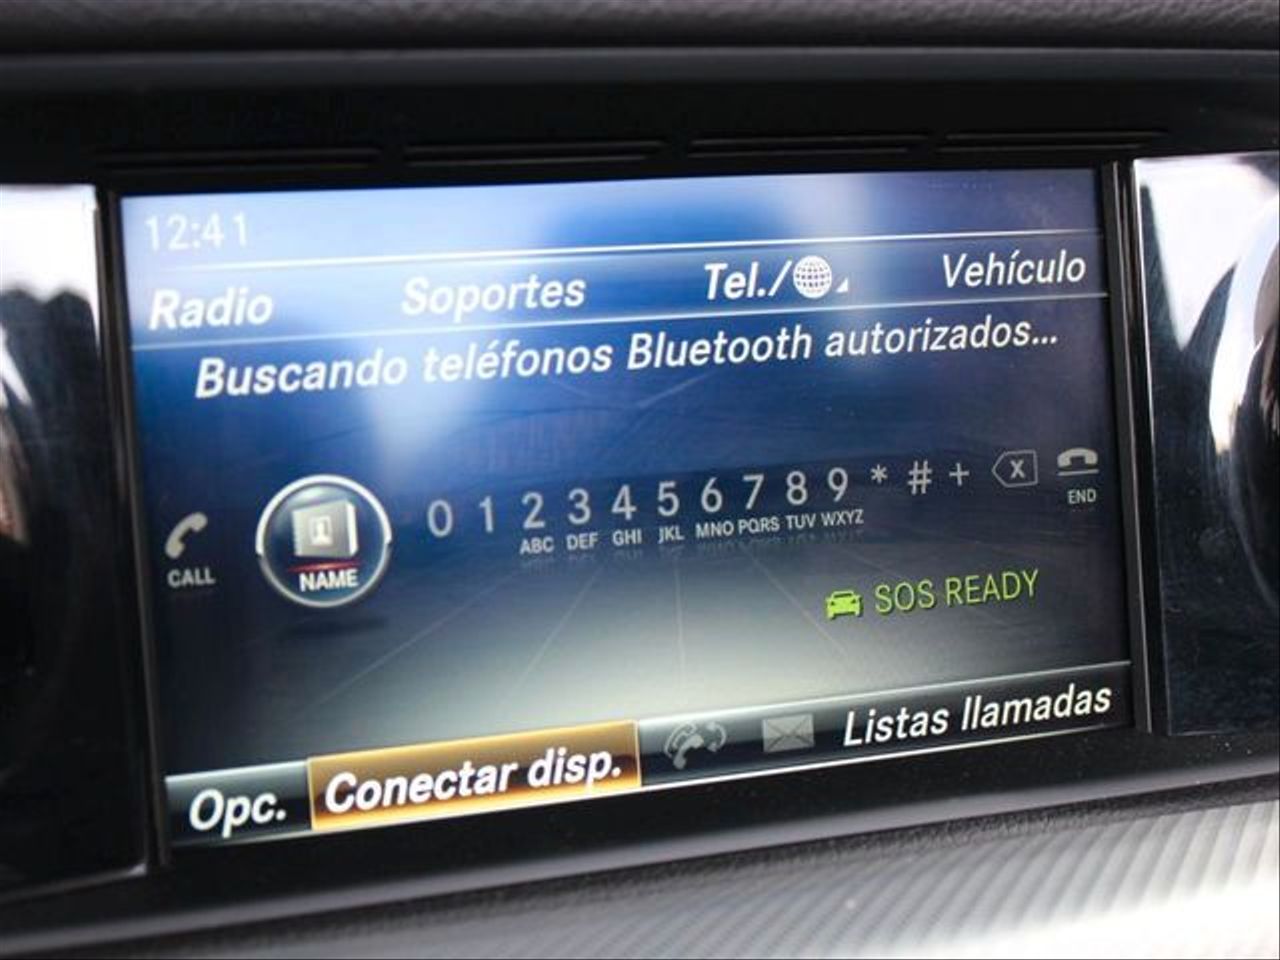 12:41
Radio Soportes Tel./ Vehículo
Buscando teléfonos Bluetooth autorizados...
CALL NAME 0 1 2 ABC 3 DEF 4 GHI 5 JKL 6 MNO 7 PQRS 8 TUV 9 WXYZ * # + X END
SOS READY
Opc. Conectar disp. Listas llamadas